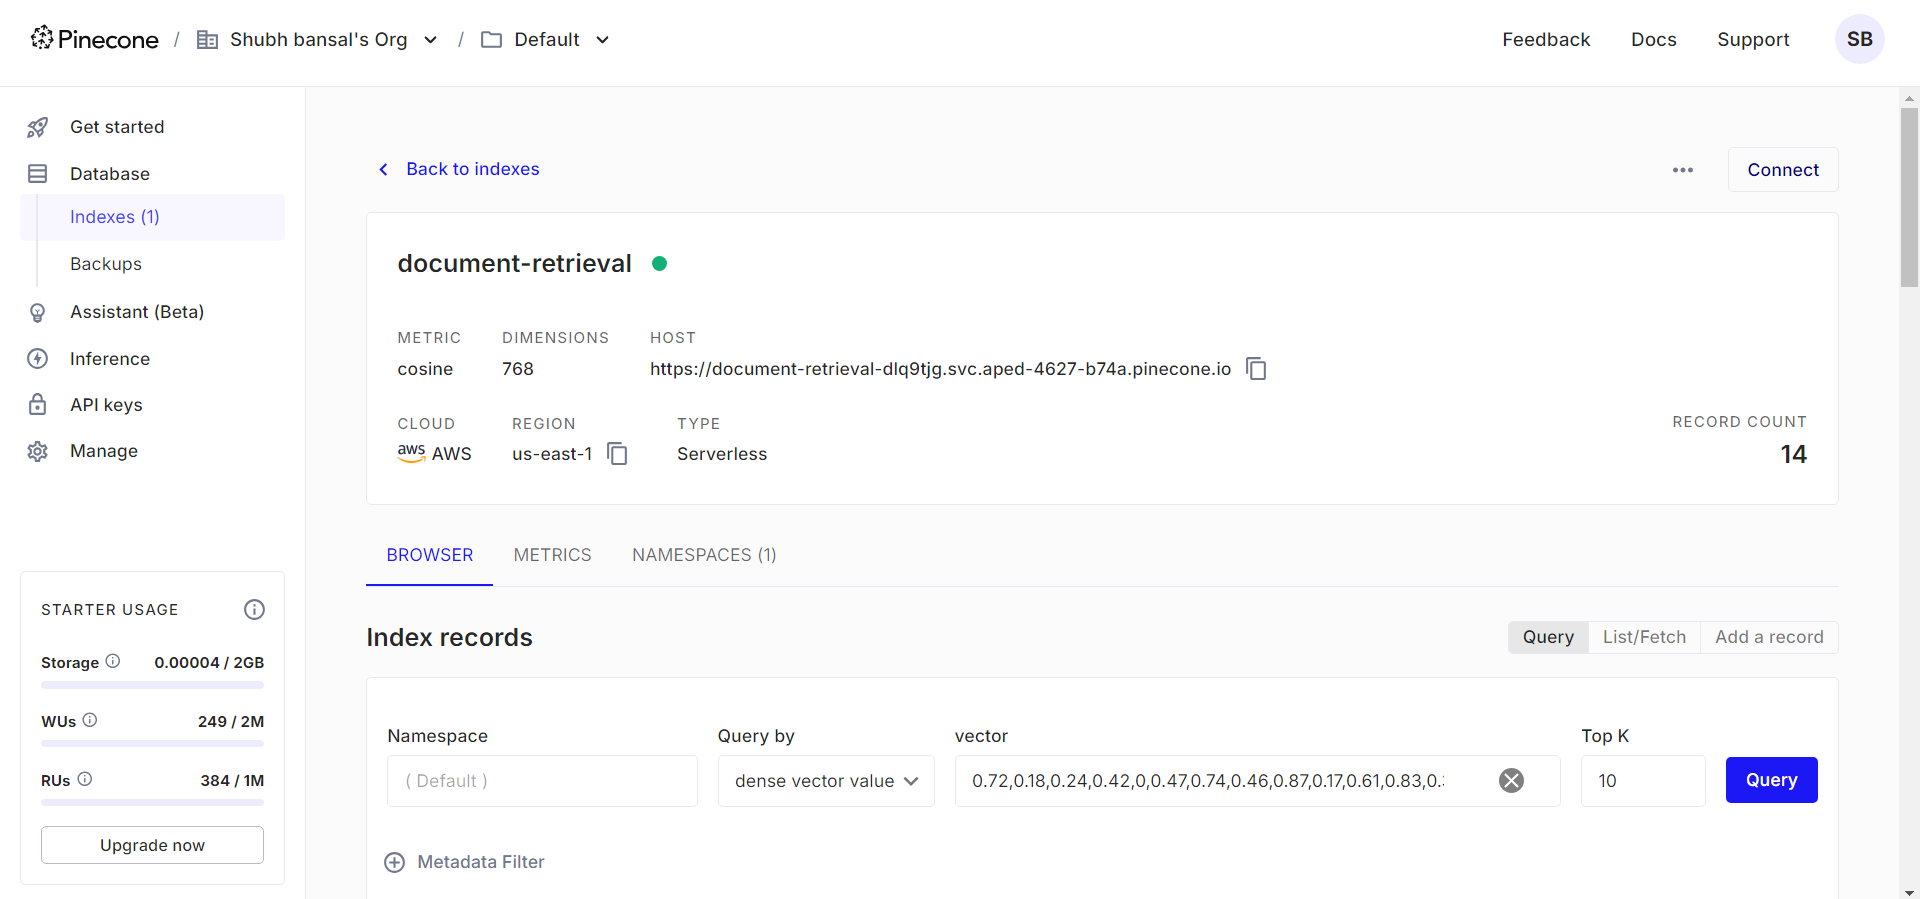 Pinecone / Shubh bansal's Org / Default Feedback Docs Support SB
Get started
Database
Indexes (1)
Backups
Assistant (Beta)
Inference
API keys
Manage
STARTER USAGE
Storage 0.00004 / 2GB
WUs 249 / 2M
RUs 384 / 1M
Upgrade now
Back to indexes
Connect
document-retrieval
METRIC DIMENSIONS HOST
cosine 768 https://document-retrieval-dlq9tjg.svc.aped-4627-b74a.pinecone.io
CLOUD REGION TYPE RECORD COUNT
aws AWS us-east-1 Serverless 14
BROWSER METRICS NAMESPACES (1)
Index records Query List/Fetch Add a record
Namespace Query by vector Top K
( Default ) dense vector value 0.72,0.18,0.24,0.42,0,0.47,0.74,0.46,0.87,0.17,0.61,0.83,0. 10 Query
Metadata Filter